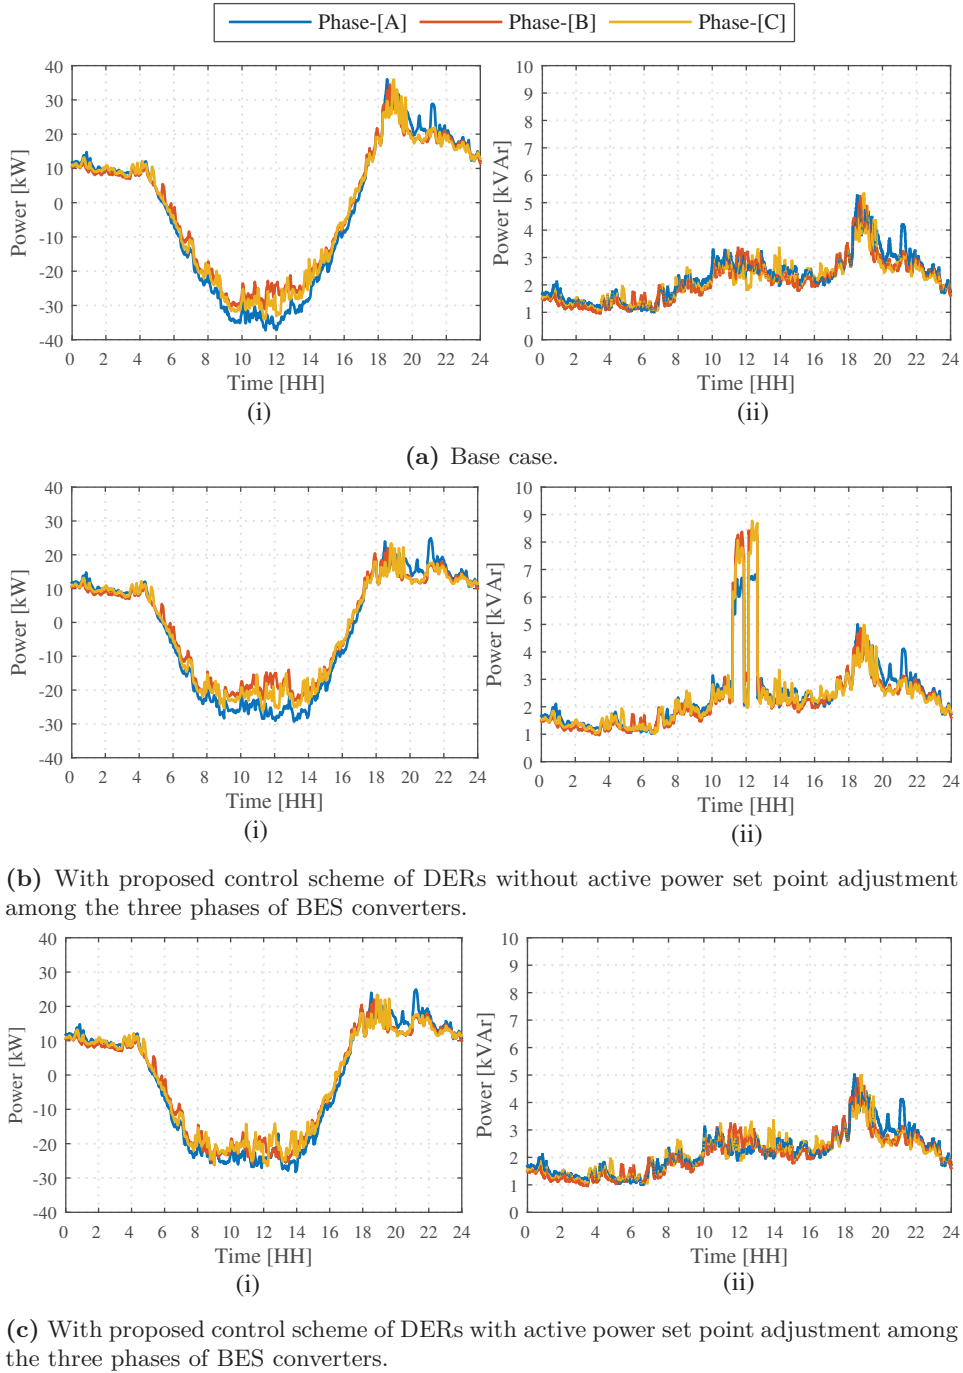 Phase-[A] Phase-[B] Phase-[C]
40 30 20 10 0 -10 -20 -30 -40
Power [kW]
0 2 4 6 8 10 12 14 16 18 20 22 24
Time [HH]
(i)
10 9 8 7 6 5 4 3 2 1 0
Power [kVAr]
0 2 4 6 8 10 12 14 16 18 20 22 24
Time [HH]
(ii)
(a) Base case.
40 30 20 10 0 -10 -20 -30 -40
Power [kW]
0 2 4 6 8 10 12 14 16 18 20 22 24
Time [HH]
(i)
10 9 8 7 6 5 4 3 2 1 0
Power [kVAr]
0 2 4 6 8 10 12 14 16 18 20 22 24
Time [HH]
(ii)
(b) With proposed control scheme of DERs without active power set point adjustment
among the three phases of BES converters.
40 30 20 10 0 -10 -20 -30 -40
Power [kW]
0 2 4 6 8 10 12 14 16 18 20 22 24
Time [HH]
(i)
10 9 8 7 6 5 4 3 2 1 0
Power [kVAr]
0 2 4 6 8 10 12 14 16 18 20 22 24
Time [HH]
(ii)
(c) With proposed control scheme of DERs with active power set point adjustment among
the three phases of BES converters.